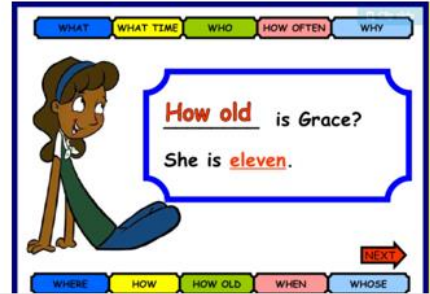 WHAT WHAT TIME WHO HOW OFTEN WHY
How old is Grace?
She is eleven.
NEXT
WHERE HOW HOW OLD WHEN WHOSE